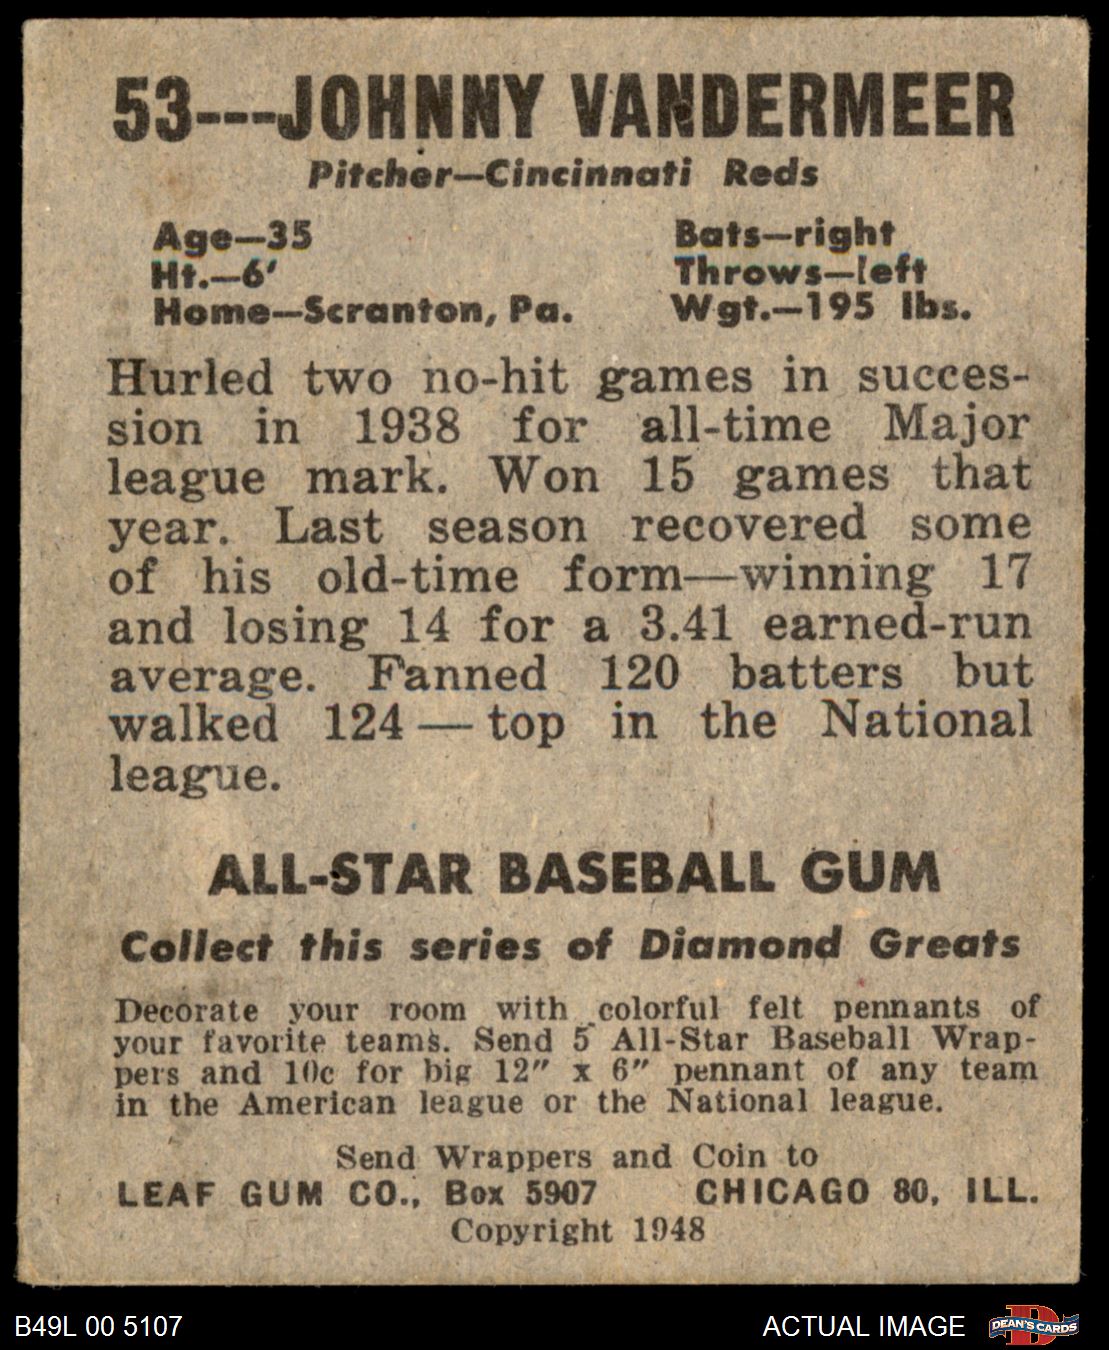 53---JOHNNY VANDERMEER
Pitcher—Cincinnati Reds
Age—35
Bats—right
Ht.—6'
Throws—left
Home—Scranton, Pa.
Wgt.—195 lbs.
Hurled two no-hit games in succes-
sion in 1938 for all-time Major
league mark. Won 15 games that
year. Last season recovered some
of his old-time form—winning 17
and losing 14 for a 3.41 earned-run
average. Fanned 120 batters but
walked 124 — top in the National
league.
ALL-STAR BASEBALL GUM
Collect this series of Diamond Greats
Decorate your room with colorful felt pennants of
your favorite teams. Send 5 All-Star Baseball Wrap-
pers and 10c for big 12" x 6" pennant of any team
in the American league or the National league.
Send Wrappers and Coin to
LEAF GUM CO., Box 5907 CHICAGO 80, ILL.
Copyright 1948
B49L 00 5107
ACTUAL IMAGE
DEAN'S CARDS